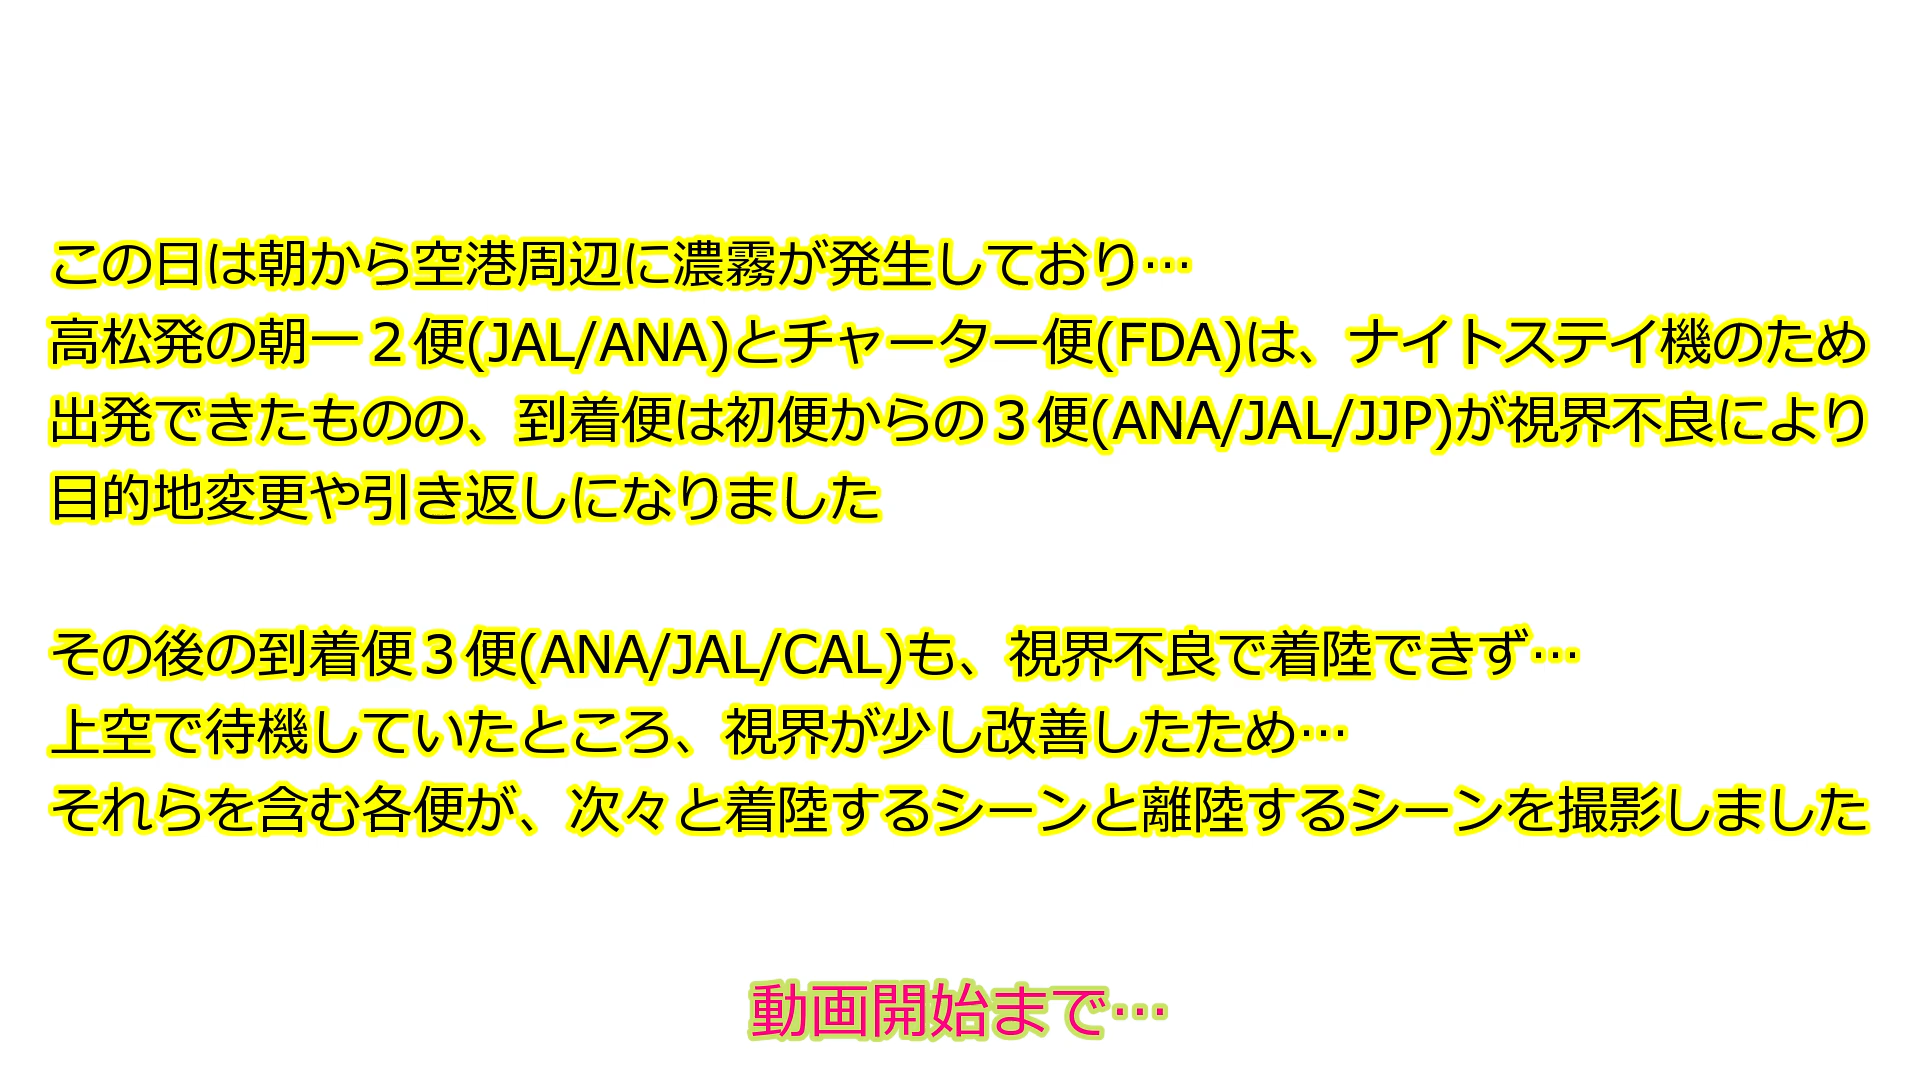 この日は朝から空港周辺に濃霧が発生しており…
高松発の朝一２便(JAL/ANA)とチャーター便(FDA)は、ナイトステイ機のため
出発できたものの、到着便は初便からの３便(ANA/JAL/JJP)が視界不良により
目的地変更や引き返しになりました
その後の到着便３便(ANA/JAL/CAL)も、視界不良で着陸できず…
上空で待機していたところ、視界が少し改善したため…
それらを含む各便が、次々と着陸するシーンと離陸するシーンを撮影しました
動画開始まで…